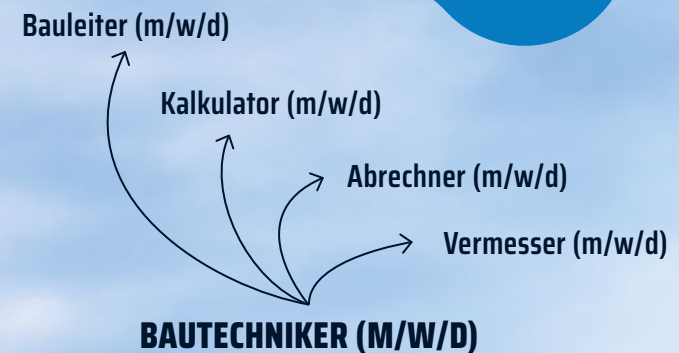 Bauleiter (m/w/d)
Kalkulator (m/w/d)
Abrechner (m/w/d)
Vermesser (m/w/d)
BAUTECHNIKER (M/W/D)